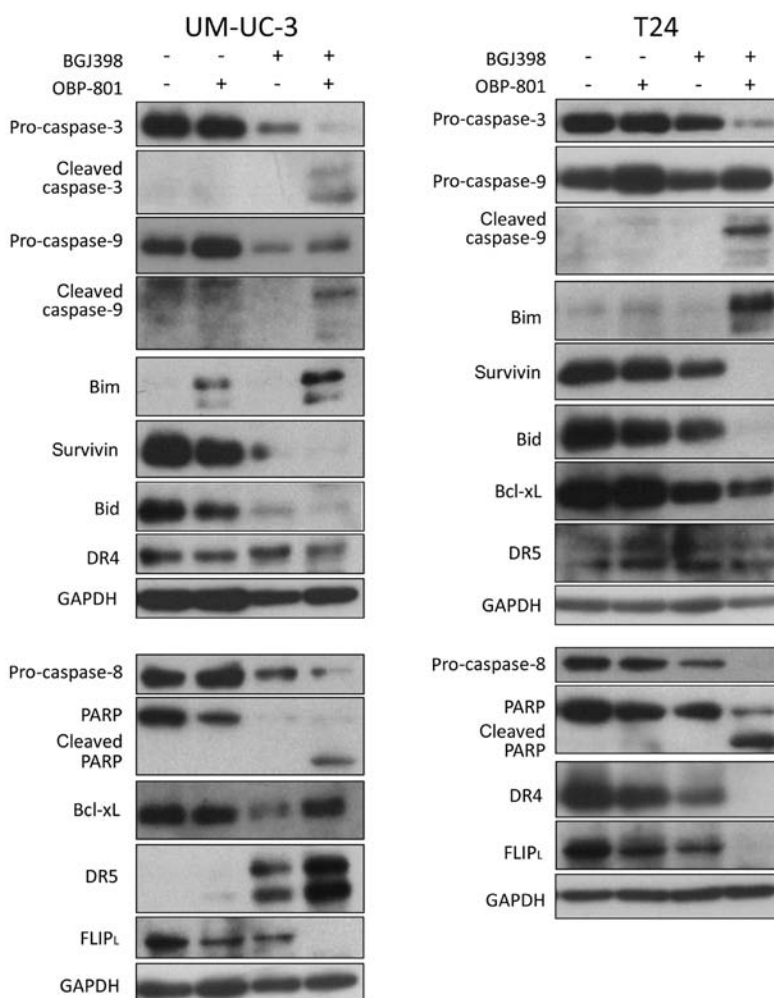 UM-UC-3
BGJ398 - - + +
OBP-801 - + - +
Pro-caspase-3
Cleaved
caspase-3
Pro-caspase-9
Cleaved
caspase-9
Bim
Survivin
Bid
DR4
GAPDH
Pro-caspase-8
PARP
Cleaved
PARP
Bcl-xL
DR5
FLIPL
GAPDH
T24
BGJ398 - - + +
OBP-801 - + - +
Pro-caspase-3
Pro-caspase-9
Cleaved
caspase-9
Bim
Survivin
Bid
Bcl-xL
DR5
GAPDH
Pro-caspase-8
PARP
Cleaved
PARP
DR4
FLIPL
GAPDH